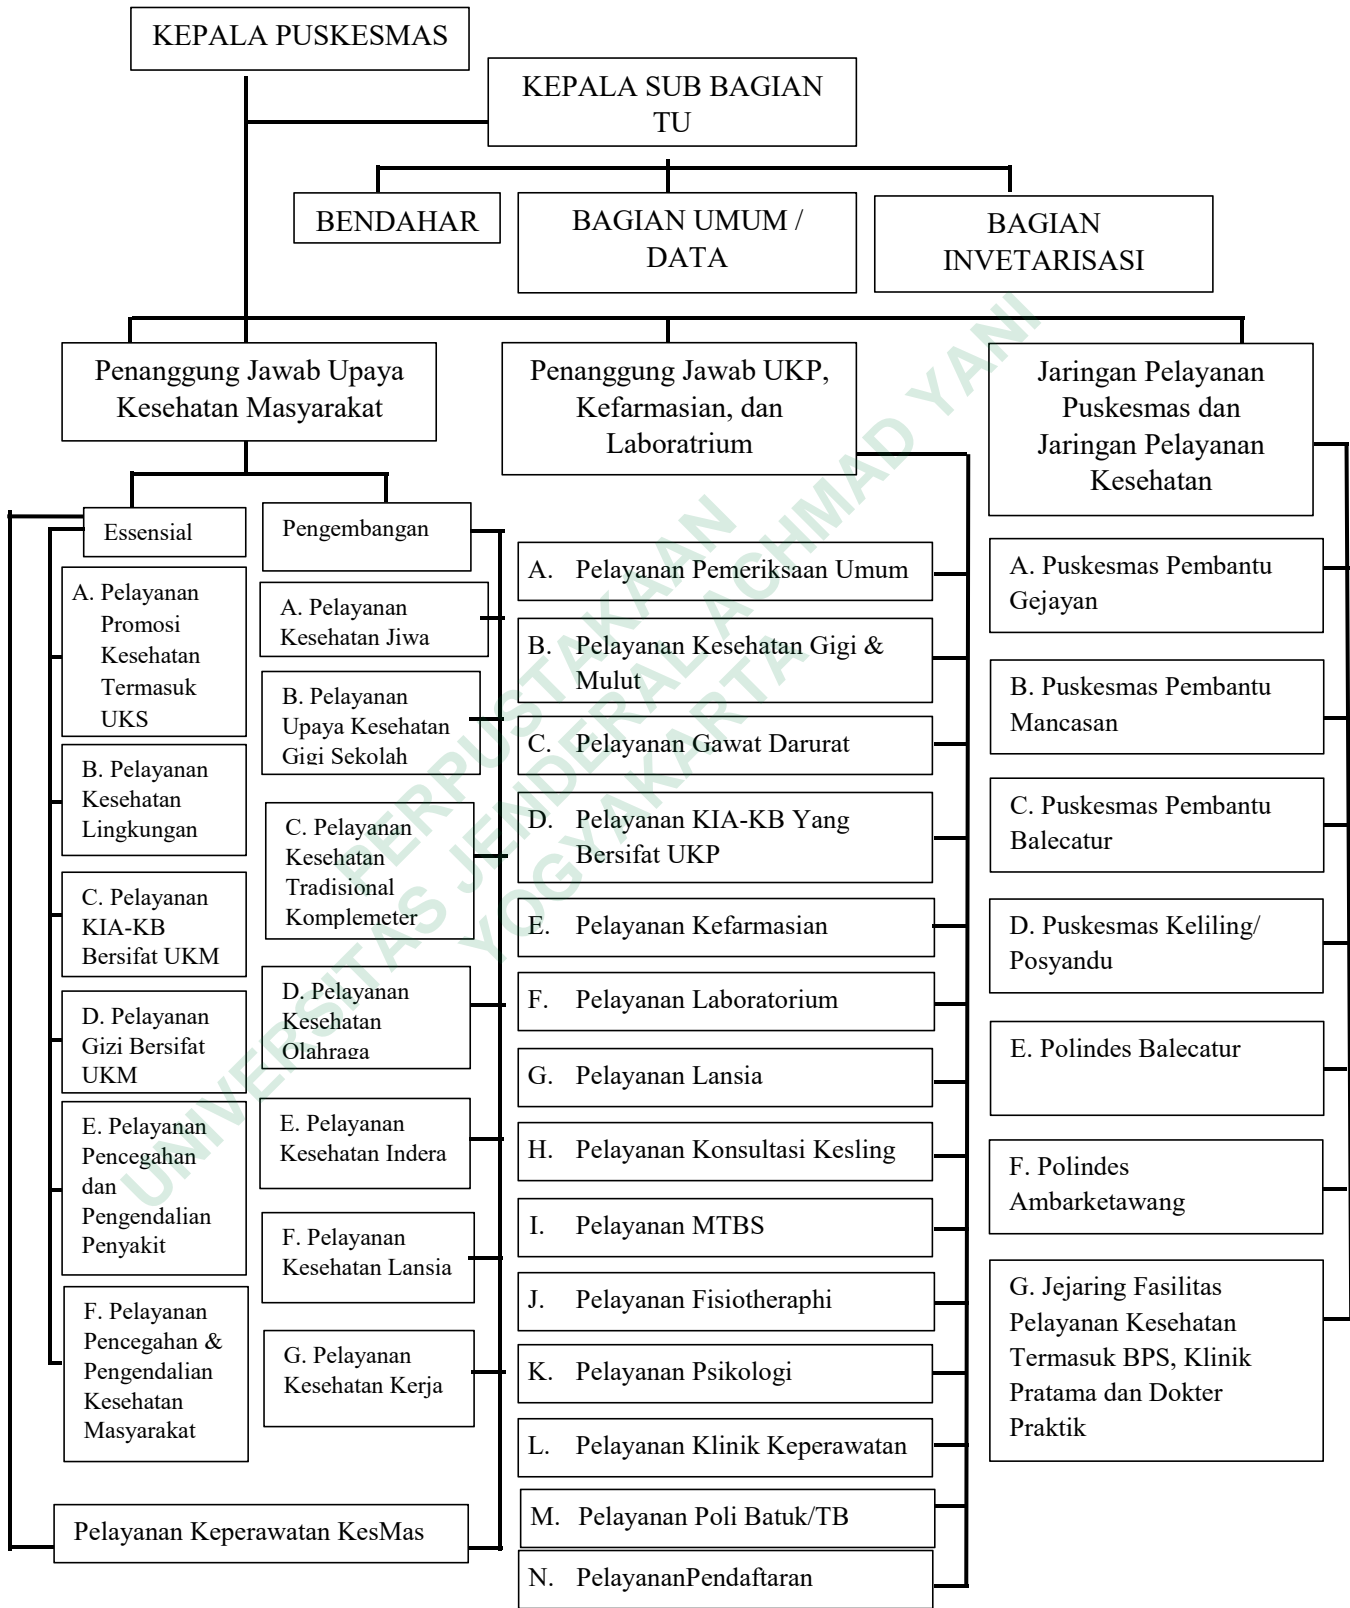 KEPALA PUSKESMAS
KEPALA SUB BAGIAN
TU
BENDAHAR
BAGIAN UMUM /
DATA
BAGIAN
INVETARISASI
Penanggung Jawab Upaya
Kesehatan Masyarakat
Penanggung Jawab UKP,
Kefarmasian, dan
Laboratrium
Jaringan Pelayanan
Puskesmas dan
Jaringan Pelayanan
Kesehatan
Essensial
A. Pelayanan
Promosi
Kesehatan
Termasuk
UKS
B. Pelayanan
Kesehatan
Lingkungan
C. Pelayanan
KIA-KB
Bersifat UKM
D. Pelayanan
Gizi Bersifat
UKM
E. Pelayanan
Pencegahan
dan
Pengendalian
Penyakit
F. Pelayanan
Pencegahan &
Pengendalian
Kesehatan
Masyarakat
Pengembangan
A. Pelayanan
Kesehatan Jiwa
B. Pelayanan
Upaya Kesehatan
Gigi Sekolah
C. Pelayanan
Kesehatan
Tradisional
Komplemeter
D. Pelayanan
Kesehatan
Olahraga
E. Pelayanan
Kesehatan Indera
F. Pelayanan
Kesehatan Lansia
G. Pelayanan
Kesehatan Kerja
Pelayanan Keperawatan KesMas
A. Pelayanan Pemeriksaan Umum
B. Pelayanan Kesehatan Gigi &
Mulut
C. Pelayanan Gawat Darurat
D. Pelayanan KIA-KB Yang
Bersifat UKP
E. Pelayanan Kefarmasian
F. Pelayanan Laboratorium
G. Pelayanan Lansia
H. Pelayanan Konsultasi Kesling
I. Pelayanan MTBS
J. Pelayanan Fisiotheraphi
K. Pelayanan Psikologi
L. Pelayanan Klinik Keperawatan
M. Pelayanan Poli Batuk/TB
N. PelayananPendaftaran
A. Puskesmas Pembantu
Gejayan
B. Puskesmas Pembantu
Mancasan
C. Puskesmas Pembantu
Balecatur
D. Puskesmas Keliling/
Posyandu
E. Polindes Balecatur
F. Polindes
Ambarketawang
G. Jejaring Fasilitas
Pelayanan Kesehatan
Termasuk BPS, Klinik
Pratama dan Dokter
Praktik
PERPUSTAKAAN
UNIVERSITAS JENDERAL ACHMAD YANI
YOGYAKARTA